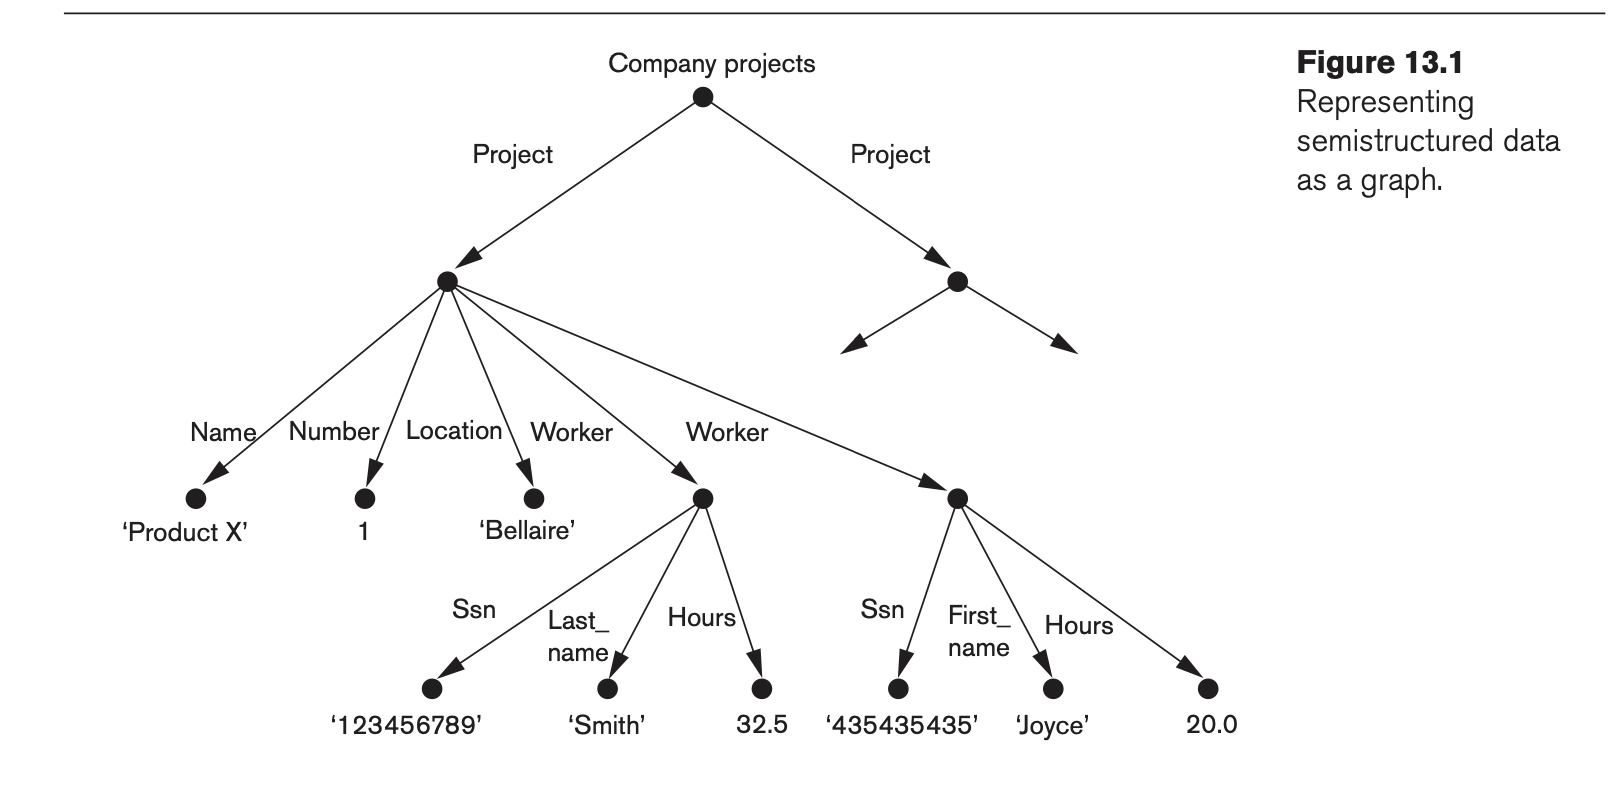 Company projects
Figure 13.1
Representing
semistructured data
as a graph.
Project
Project
Name
Number
Location
Worker
Worker
‘Product X’
1
‘Bellaire’
Ssn
Last_
name
Hours
Ssn
First_
name
Hours
‘123456789’
‘Smith’
32.5
‘435435435’
‘Joyce’
20.0